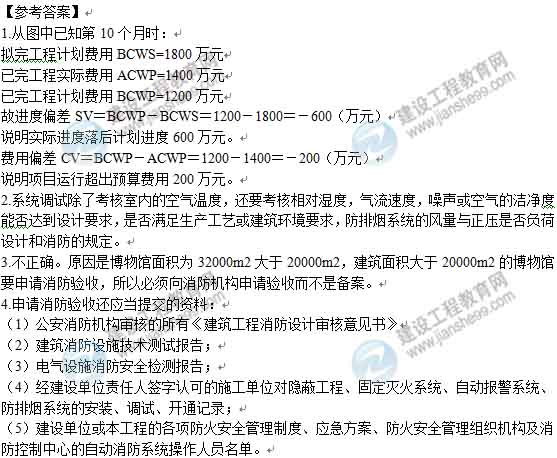 【参考答案】
1.从图中已知第 10 个月时：
拟完工程计划费用 BCWS=1800 万元
已完工程实际费用 ACWP=1400 万元
已完工程计划费用 BCWP=1200 万元
故进度偏差 SV＝BCWP－BCWS＝1200－1800＝－600（万元）
说明实际进度落后计划进度 600 万元。
费用偏差 CV＝BCWP－ACWP＝1200－1400＝－200（万元）
说明项目运行超出预算费用 200 万元。
2.系统调试除了考核室内的空气温度，还要考核相对湿度，气流速度，噪声或空气的洁净度
能否达到设计要求，是否满足生产工艺或建筑环境要求，防排烟系统的风量与正压是否负荷
设计和消防的规定。
3.不正确。原因是博物馆面积为 32000m2 大于 20000m2，建筑面积大于 20000m2 的博物馆
要申请消防验收，所以必须向消防机构申请验收而不是备案。
4.申请消防验收还应当提交的资料：
（1）公安消防机构审核的所有《建筑工程消防设计审核意见书》
（2）建筑消防设施技术测试报告；
（3）电气设施消防安全检测报告；
（4）经建设单位责任人签字认可的施工单位对隐蔽工程、固定灭火系统、自动报警系统、
防排烟系统的安装、调试、开通记录；
（5）建设单位或本工程的各项防火安全管理制度、应急方案、防火安全管理组织机构及消
防控制中心的自动消防系统操作人员名单。
建设工程教育网
www.jianshe99.com
建设工程教育网
www.jianshe99.com
建设工程教育网
www.jianshe99.com